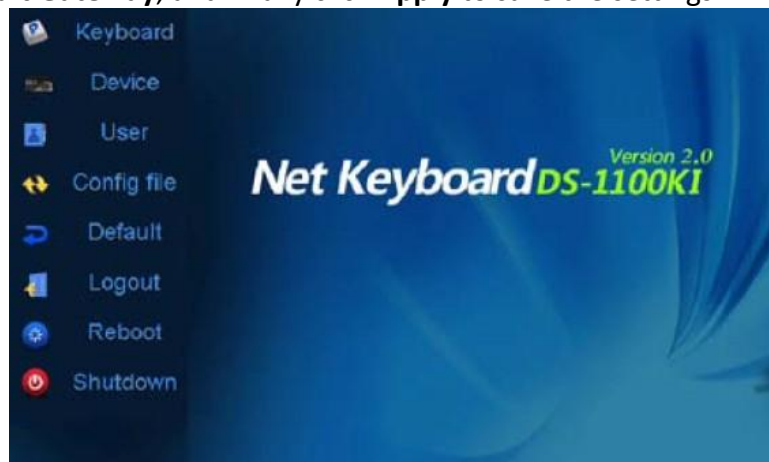 Keyboard
Device
User
Config file
Default
Logout
Reboot
Shutdown
Version 2.0
Net Keyboard DS-1100KI